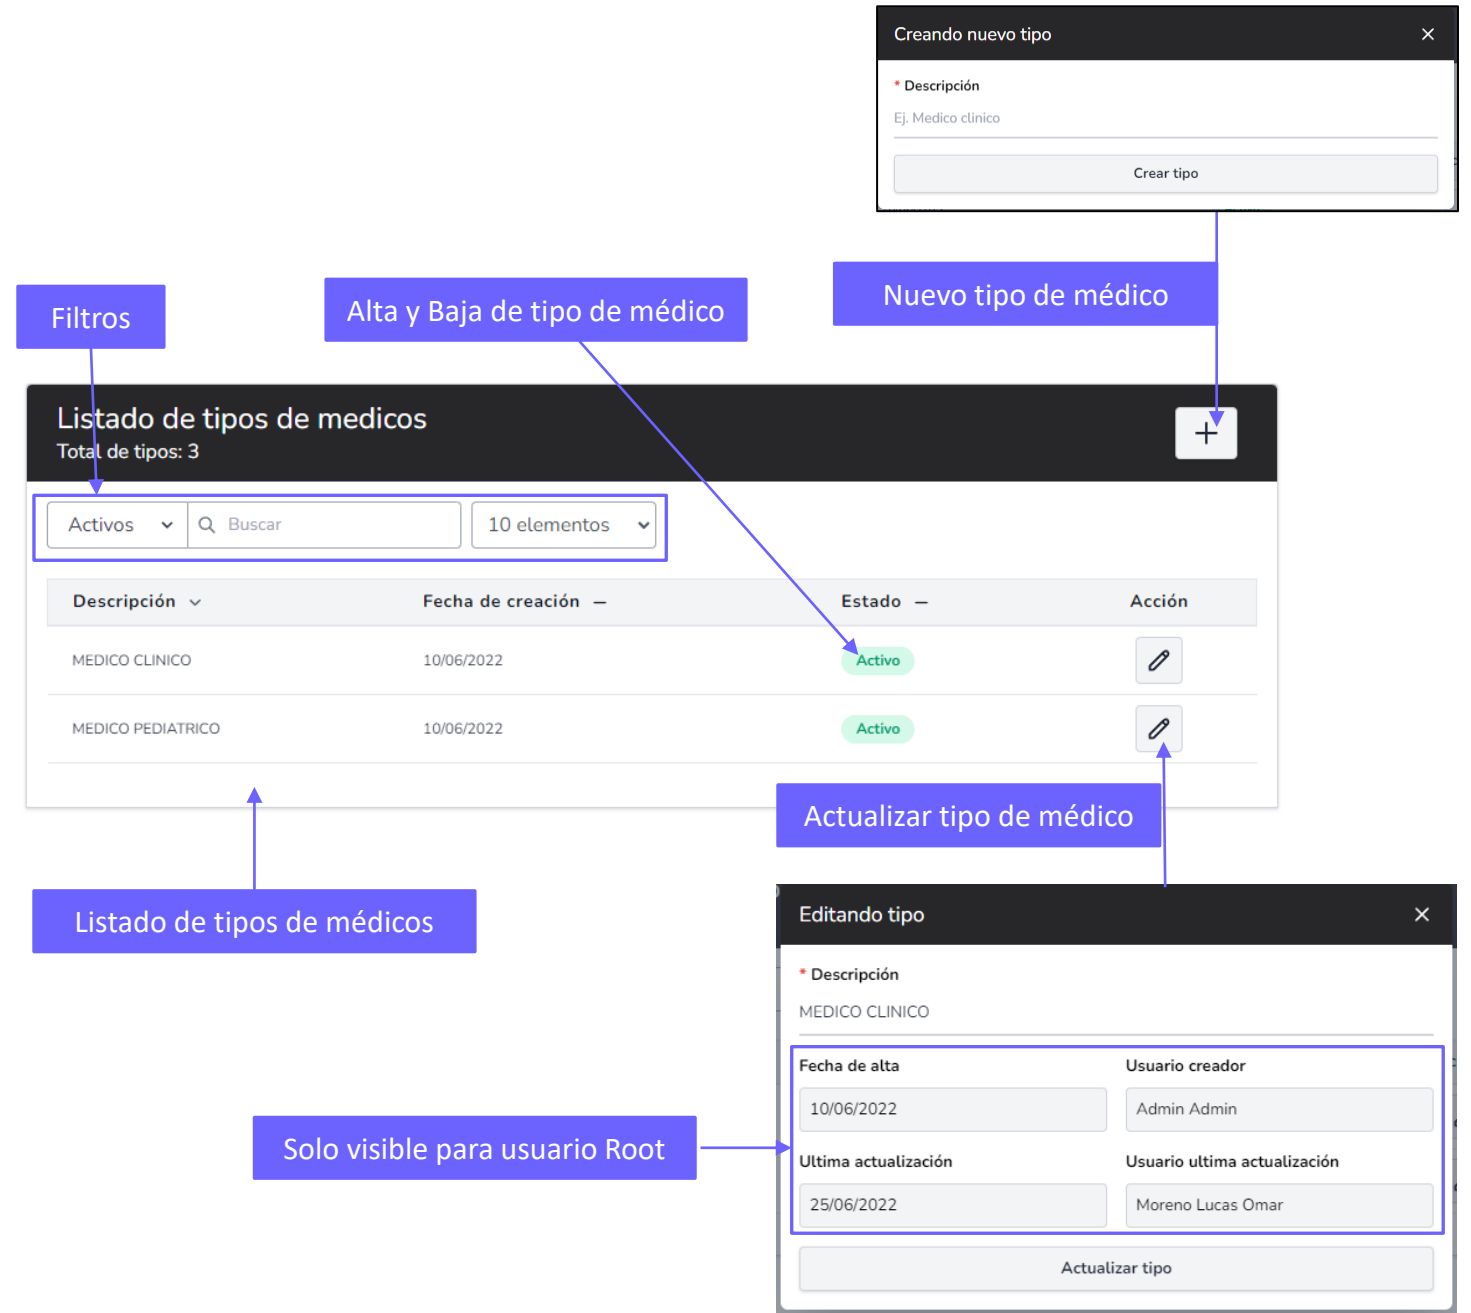 Creando nuevo tipo
* Descripción
Ej. Medico clinico
Crear tipo
Nuevo tipo de médico
Alta y Baja de tipo de médico
Filtros
Listado de tipos de medicos
Total de tipos: 3
Activos Buscar 10 elementos
Descripción Fecha de creación Estado Acción
MEDICO CLINICO 10/06/2022 Activo
MEDICO PEDIATRICO 10/06/2022 Activo
Actualizar tipo de médico
Listado de tipos de médicos
Editando tipo
* Descripción
MEDICO CLINICO
Fecha de alta Usuario creador
10/06/2022 Admin Admin
Solo visible para usuario Root
Ultima actualización Usuario ultima actualización
25/06/2022 Moreno Lucas Omar
Actualizar tipo